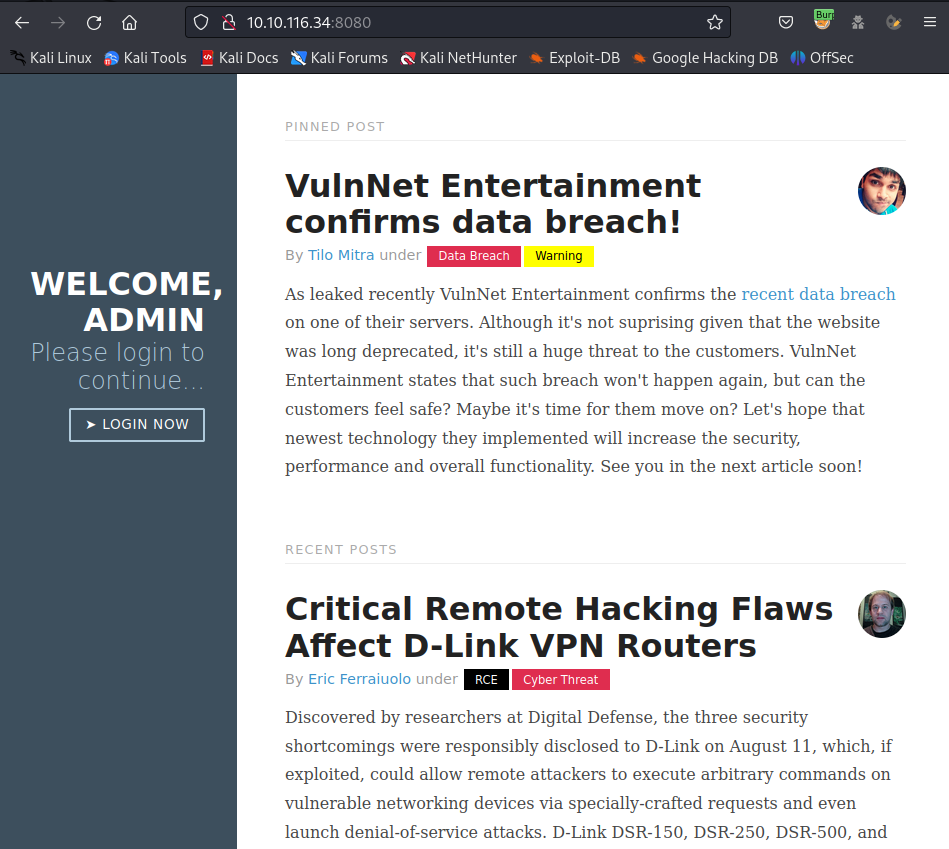 10.10.116.34:8080
Burp
Kali Linux Kali Tools Kali Docs Kali Forums Kali NetHunter Exploit-DB Google Hacking DB OffSec
WELCOME,
ADMIN
Please login to
continue...
➤ LOGIN NOW
PINNED POST
VulnNet Entertainment
confirms data breach!
By Tilo Mitra under Data Breach Warning
As leaked recently VulnNet Entertainment confirms the recent data breach
on one of their servers. Although it's not suprising given that the website
was long deprecated, it's still a huge threat to the customers. VulnNet
Entertainment states that such breach won't happen again, but can the
customers feel safe? Maybe it's time for them move on? Let's hope that
newest technology they implemented will increase the security,
performance and overall functionality. See you in the next article soon!
RECENT POSTS
Critical Remote Hacking Flaws
Affect D-Link VPN Routers
By Eric Ferraiuolo under RCE Cyber Threat
Discovered by researchers at Digital Defense, the three security
shortcomings were responsibly disclosed to D-Link on August 11, which, if
exploited, could allow remote attackers to execute arbitrary commands on
vulnerable networking devices via specially-crafted requests and even
launch denial-of-service attacks. D-Link DSR-150, DSR-250, DSR-500, and